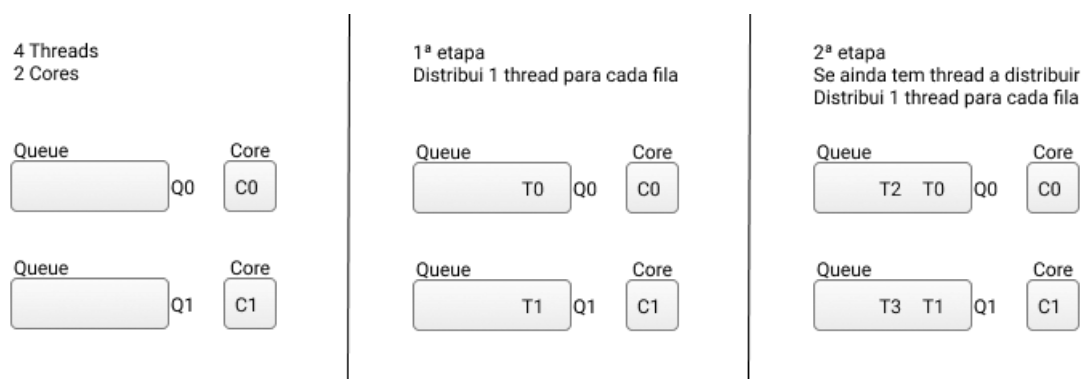 4 Threads
2 Cores
Queue
Core
Q0
C0
Queue
Core
Q1
C1
1ª etapa
Distribui 1 thread para cada fila
Queue
Core
T0
Q0
C0
Queue
Core
T1
Q1
C1
2ª etapa
Se ainda tem thread a distribuir
Distribui 1 thread para cada fila
Queue
Core
T2 T0
Q0
C0
Queue
Core
T3 T1
Q1
C1